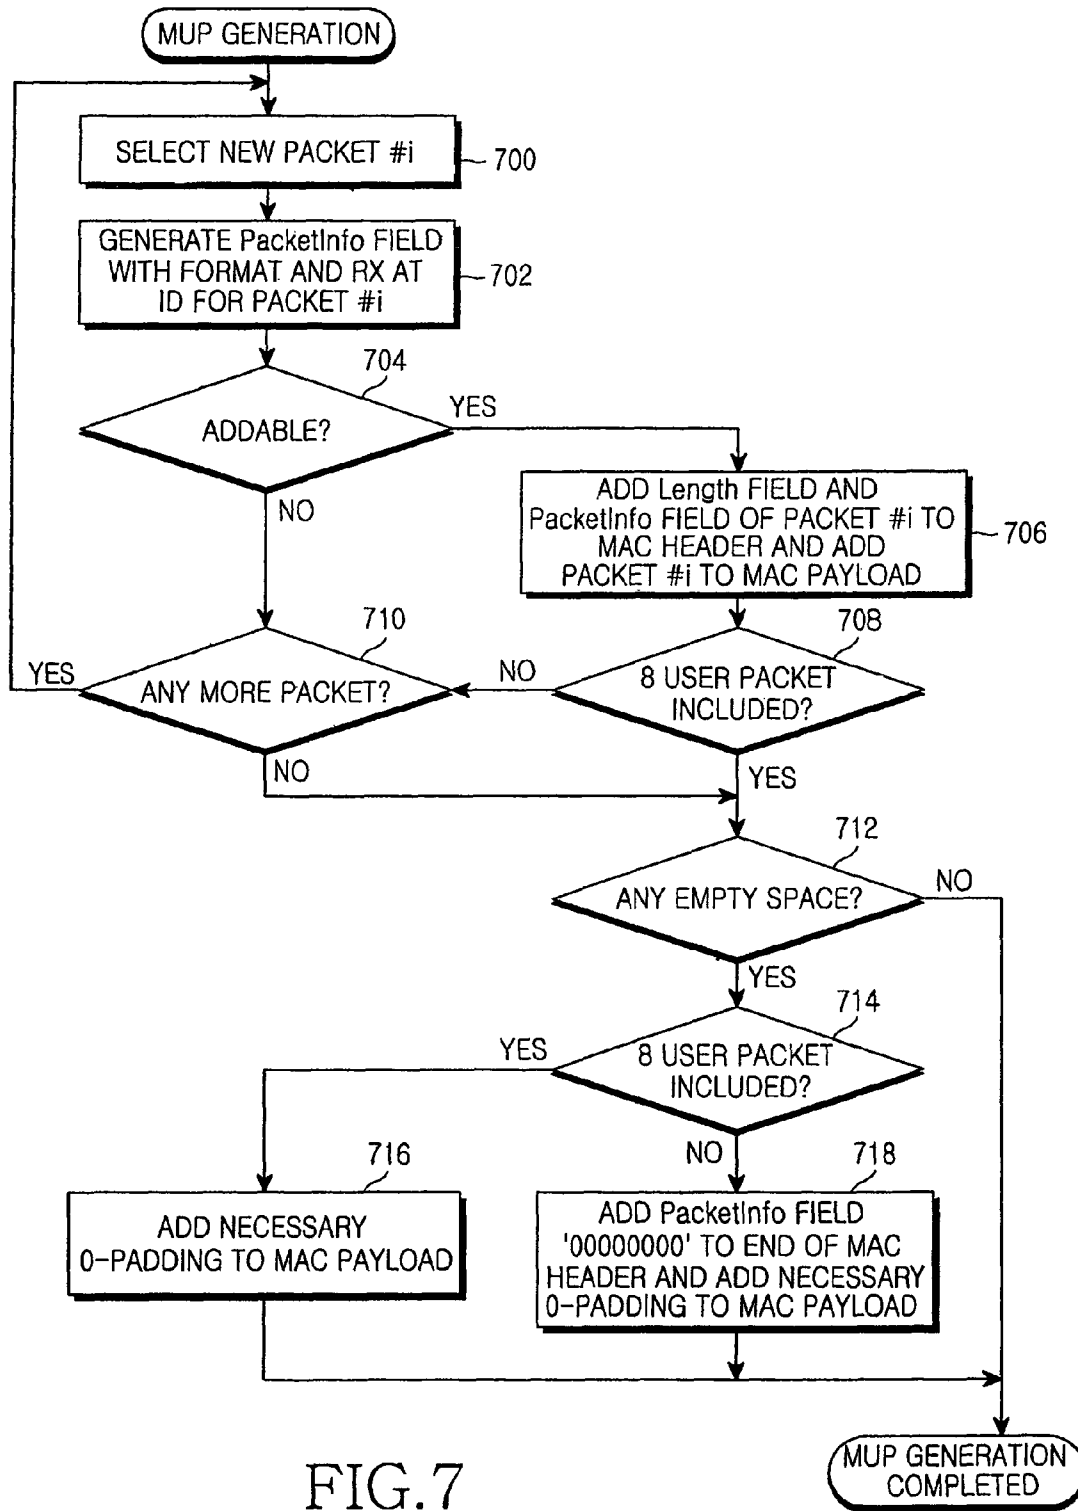 MUP GENERATION
SELECT NEW PACKET #i
700
GENERATE PacketInfo FIELD
WITH FORMAT AND RX AT
ID FOR PACKET #i
702
704
ADDABLE?
YES
NO
ADD Length FIELD AND
PacketInfo FIELD OF PACKET #i TO
MAC HEADER AND ADD
PACKET #i TO MAC PAYLOAD
706
710
ANY MORE PACKET?
YES
NO
708
8 USER PACKET
INCLUDED?
NO
YES
712
ANY EMPTY SPACE?
NO
YES
714
8 USER PACKET
INCLUDED?
YES
NO
716
ADD NECESSARY
0-PADDING TO MAC PAYLOAD
718
ADD PacketInfo FIELD
'00000000' TO END OF MAC
HEADER AND ADD NECESSARY
0-PADDING TO MAC PAYLOAD
MUP GENERATION
COMPLETED
FIG.7